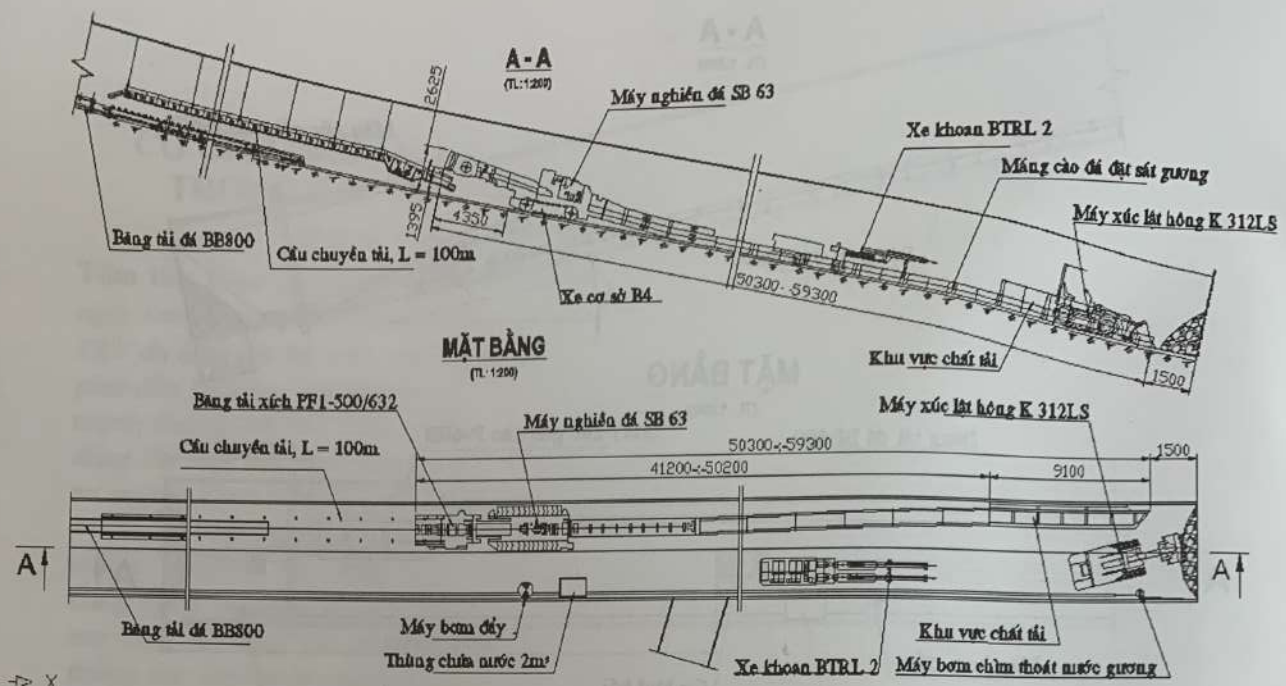 A-A
(TL:1:200)
2625
Máy nghiền đá SB 63
Xe khoan BTRL 2
Máng cào đá đặt sát gương
Máy xúc lật hông K 312LS
Băng tải đá BB800
1395
4350
Cầu chuyển tải, L = 100m
Xe cơ sở B4
50300-:-59300
Khu vực chất tải
1500
MẶT BẰNG
(TL:1:200)
Băng tải xích PF1-500/632
Máy nghiền đá SB 63
Máy xúc lật hông K 312LS
Cầu chuyển tải, L = 100m
50300-:-59300
1500
41200-:-50200
9100
A
A
Băng tải đá BB800
Máy bơm đẩy
Khu vực chất tải
Thùng chứa nước 2m³
Xe khoan BTRL 2
Máy bơm chìm thoát nước gương
X